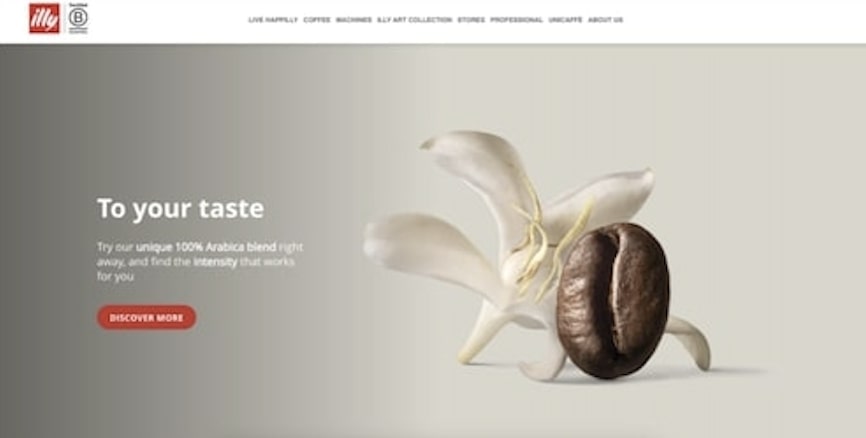 illy
B
LIVE HAPPILLY COFFEE MACHINES ILLY ART COLLECTION STORES PROFESSIONAL UNICAFFÈ ABOUT US
To your taste
Try our unique 100% Arabica blend right
away, and find the intensity that works
for you
DISCOVER MORE